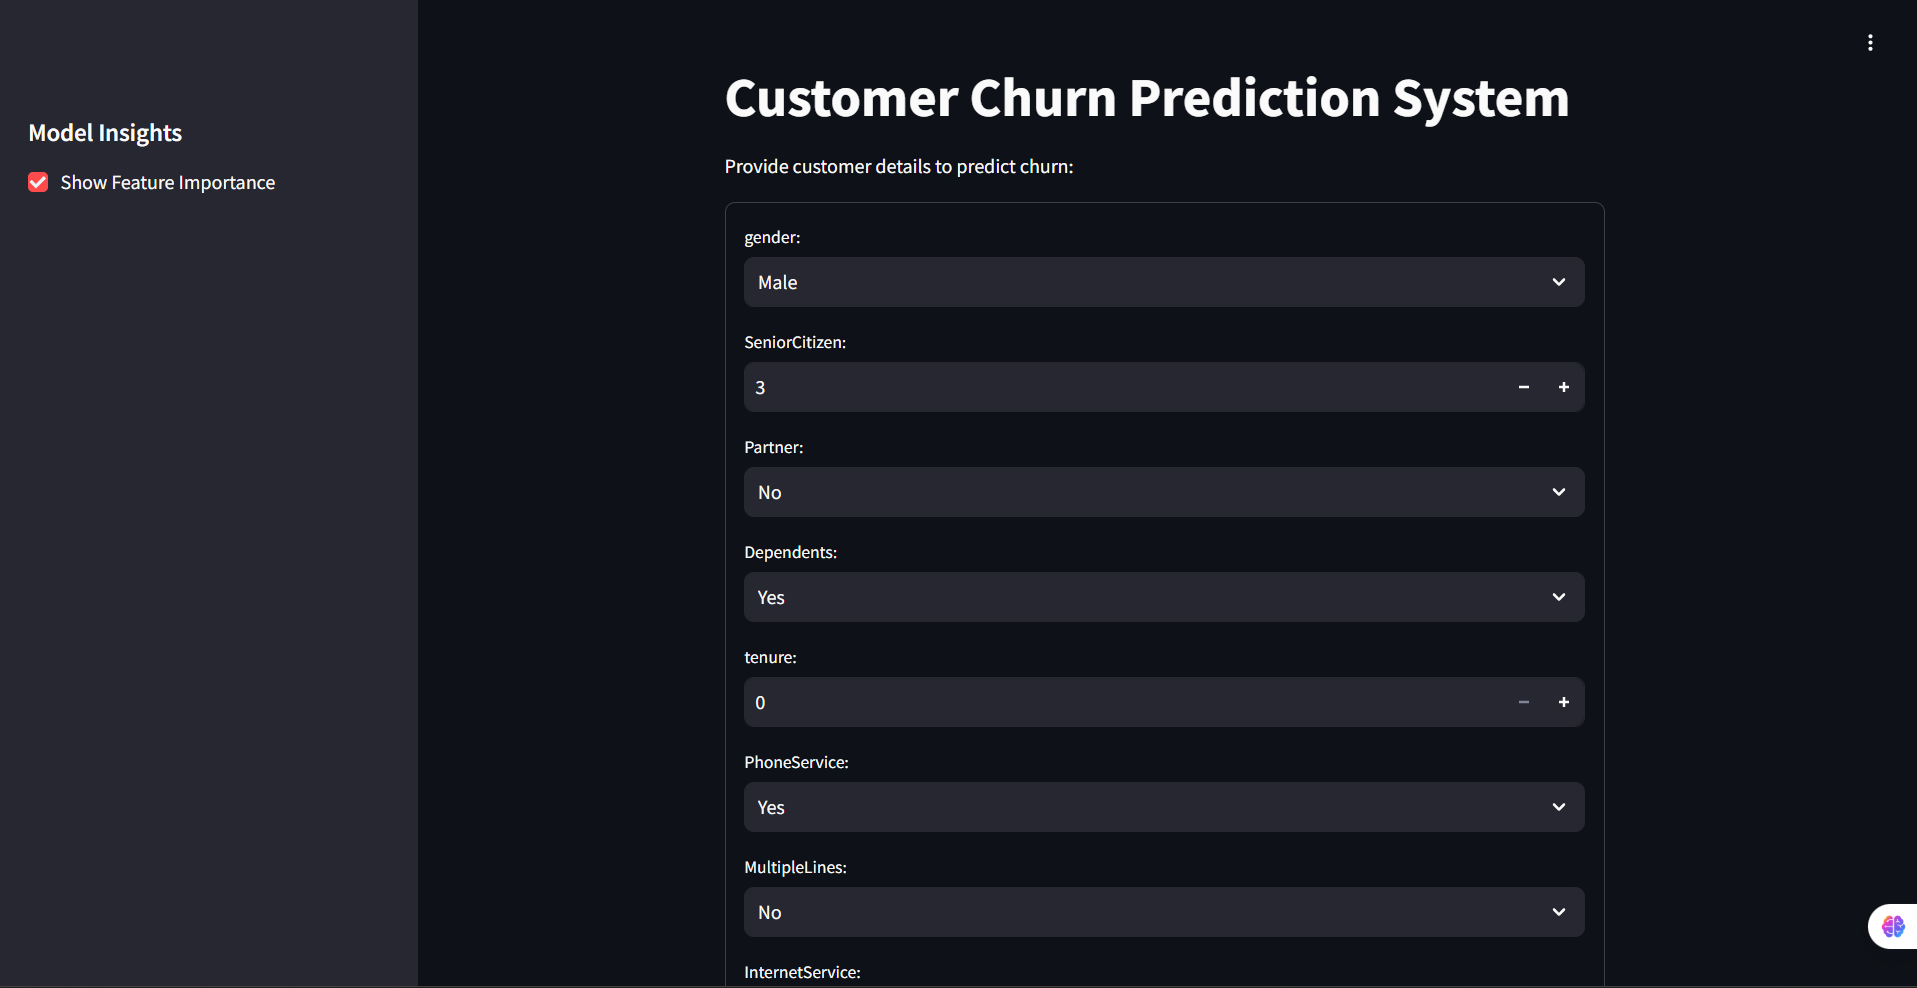 Model Insights
Show Feature Importance
Customer Churn Prediction System
Provide customer details to predict churn:
gender:
Male
SeniorCitizen:
3
Partner:
No
Dependents:
Yes
tenure:
0
PhoneService:
Yes
MultipleLines:
No
InternetService: